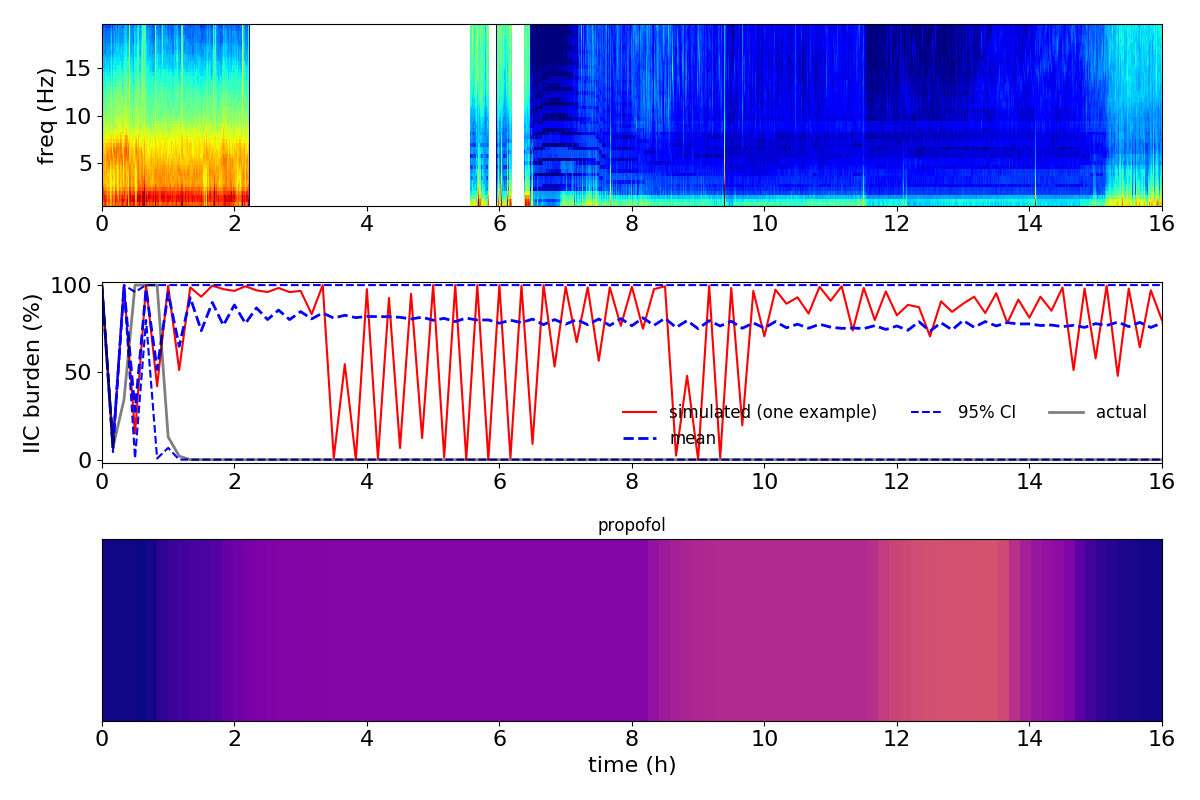 freq (Hz)
15
10
5
0 2 4 6 8 10 12 14 16
IIC burden (%)
100
50
0
simulated (one example) 95% CI actual
mean
0 2 4 6 8 10 12 14 16
propofol
0 2 4 6 8 10 12 14 16
time (h)